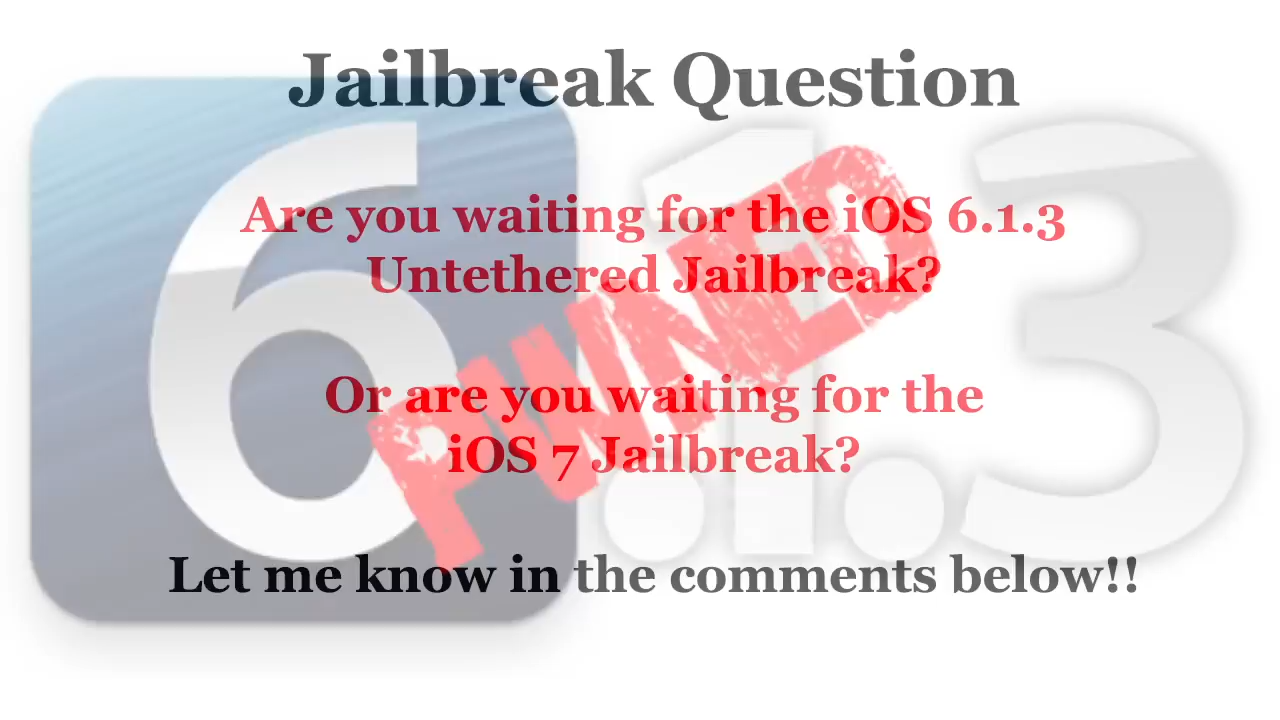 Jailbreak Question
Are you waiting for the iOS 6.1.3
Untethered Jailbreak?
Or are you waiting for the
iOS 7 Jailbreak?
Let me know in the comments below!!
6.1.3
PWNED